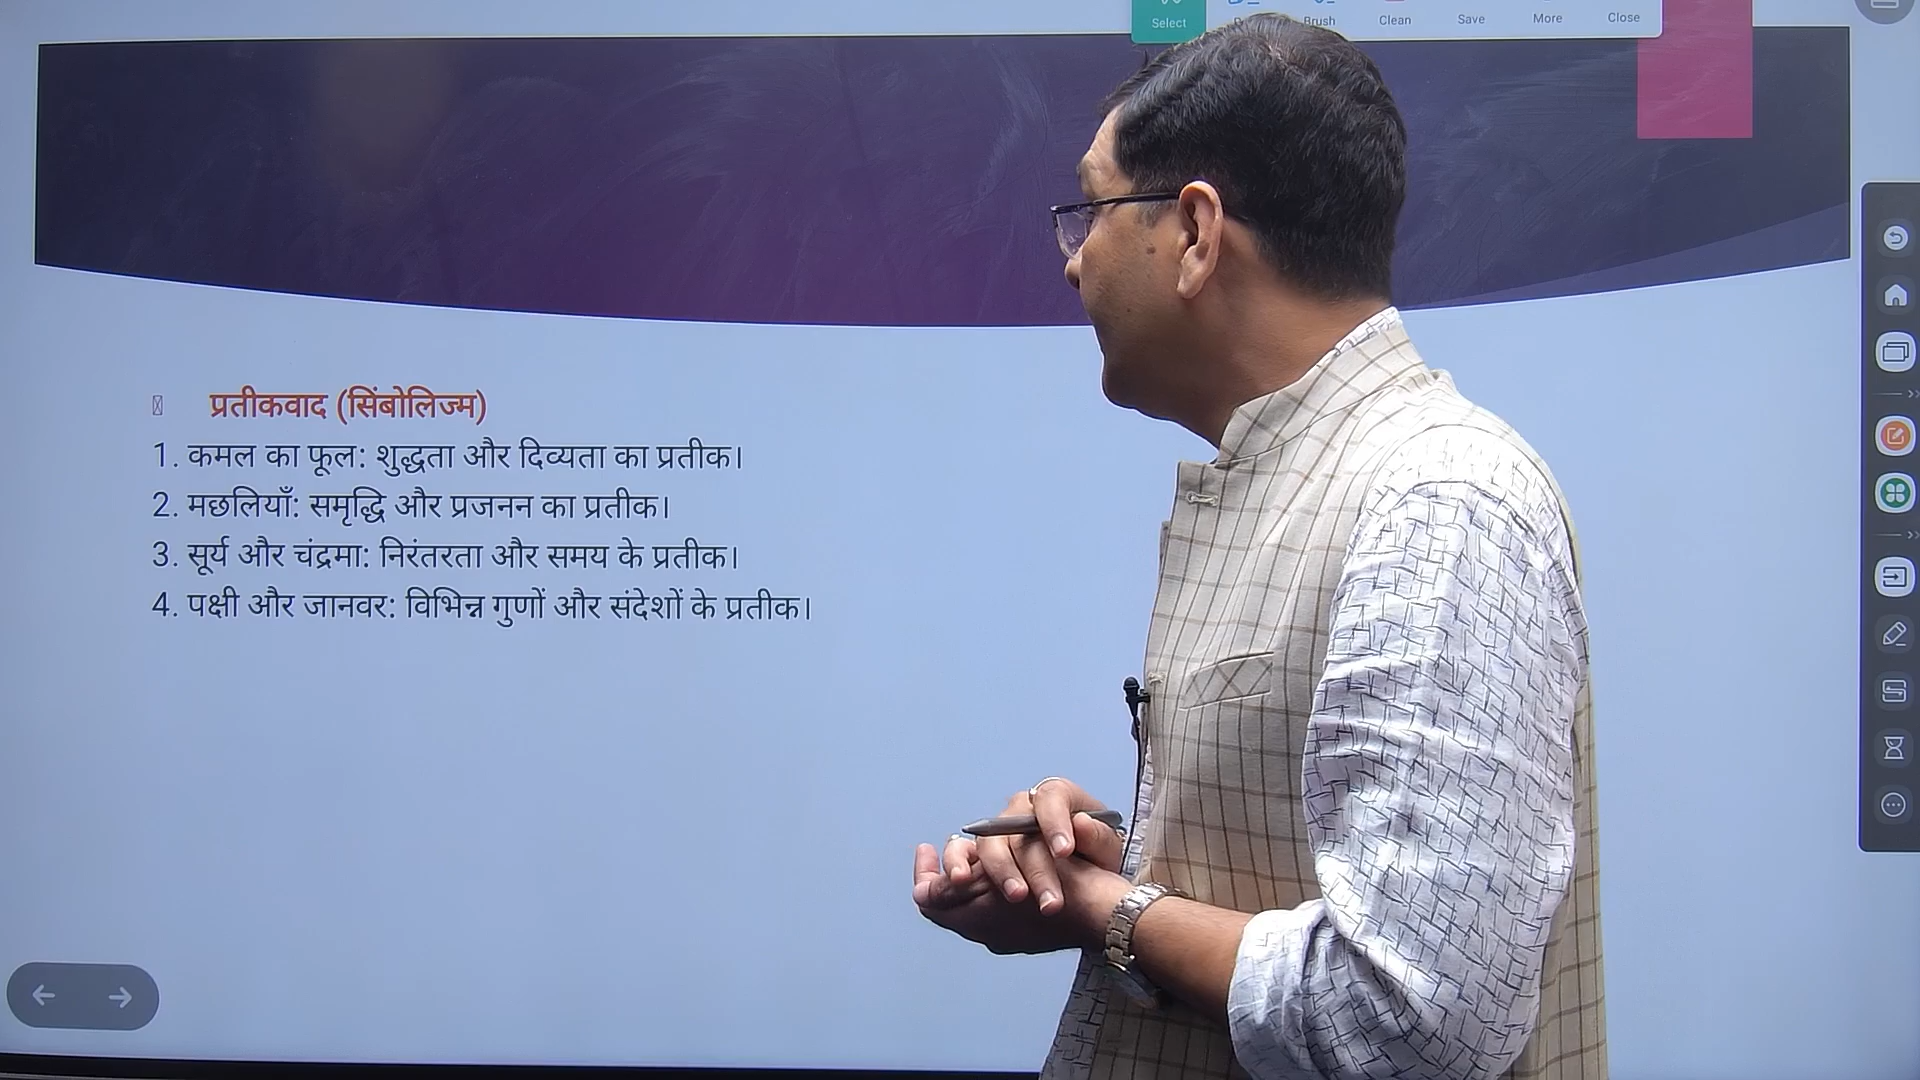 Select
Brush
Clean
Save
More
Close
प्रतीकवाद (सिंबोलिज्म)
1. कमल का फूल: शुद्धता और दिव्यता का प्रतीक।
2. मछलियाँ: समृद्धि और प्रजनन का प्रतीक।
3. सूर्य और चंद्रमा: निरंतरता और समय के प्रतीक।
4. पक्षी और जानवर: विभिन्न गुणों और संदेशों के प्रतीक।